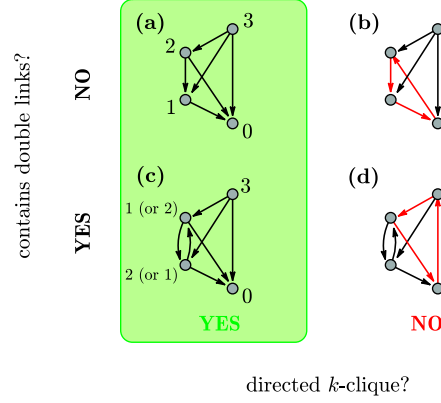 (a)
3
2
1
0
(b)
contains double links?
NO
(c)
3
1 (or 2)
2 (or 1)
0
(d)
YES
YES
NO
directed k-clique?